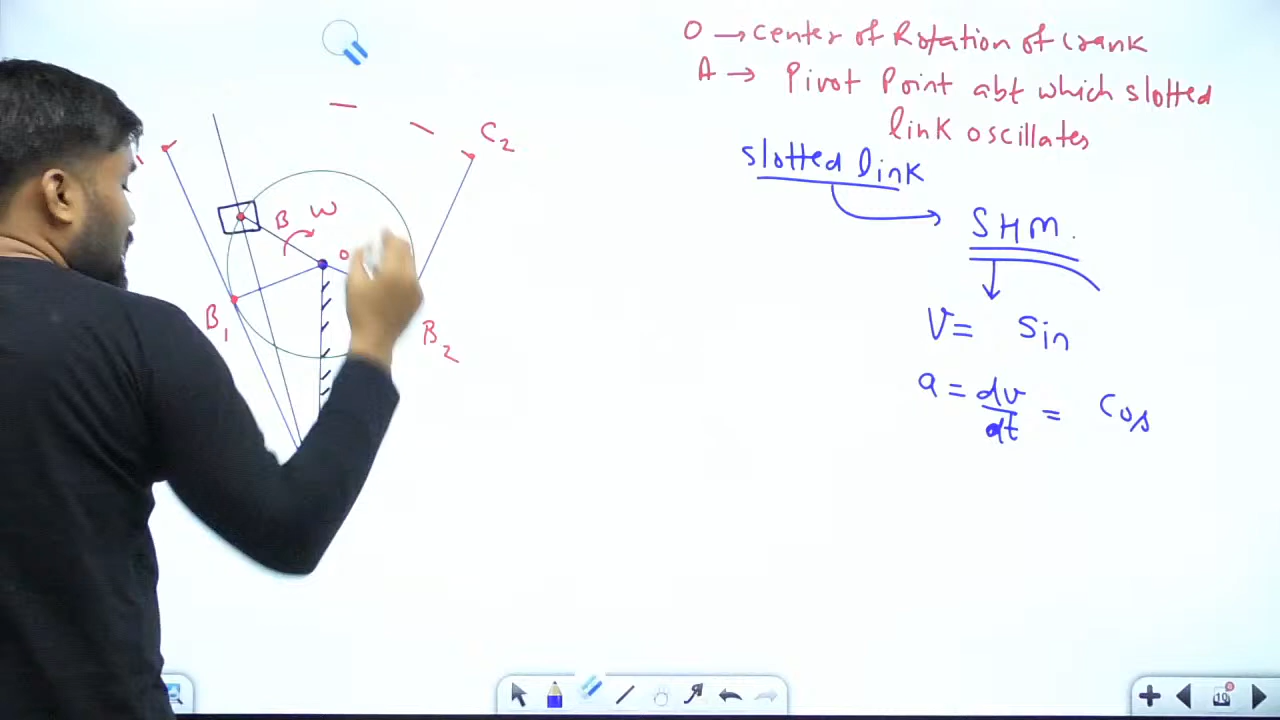 O → Center of Rotation of Crank
A → Pivot Point abt which slotted
link oscillates
slotted link
SHM.
V= Sin
a = dv/dt = Cos
C2
B W
O
B1
B2
19